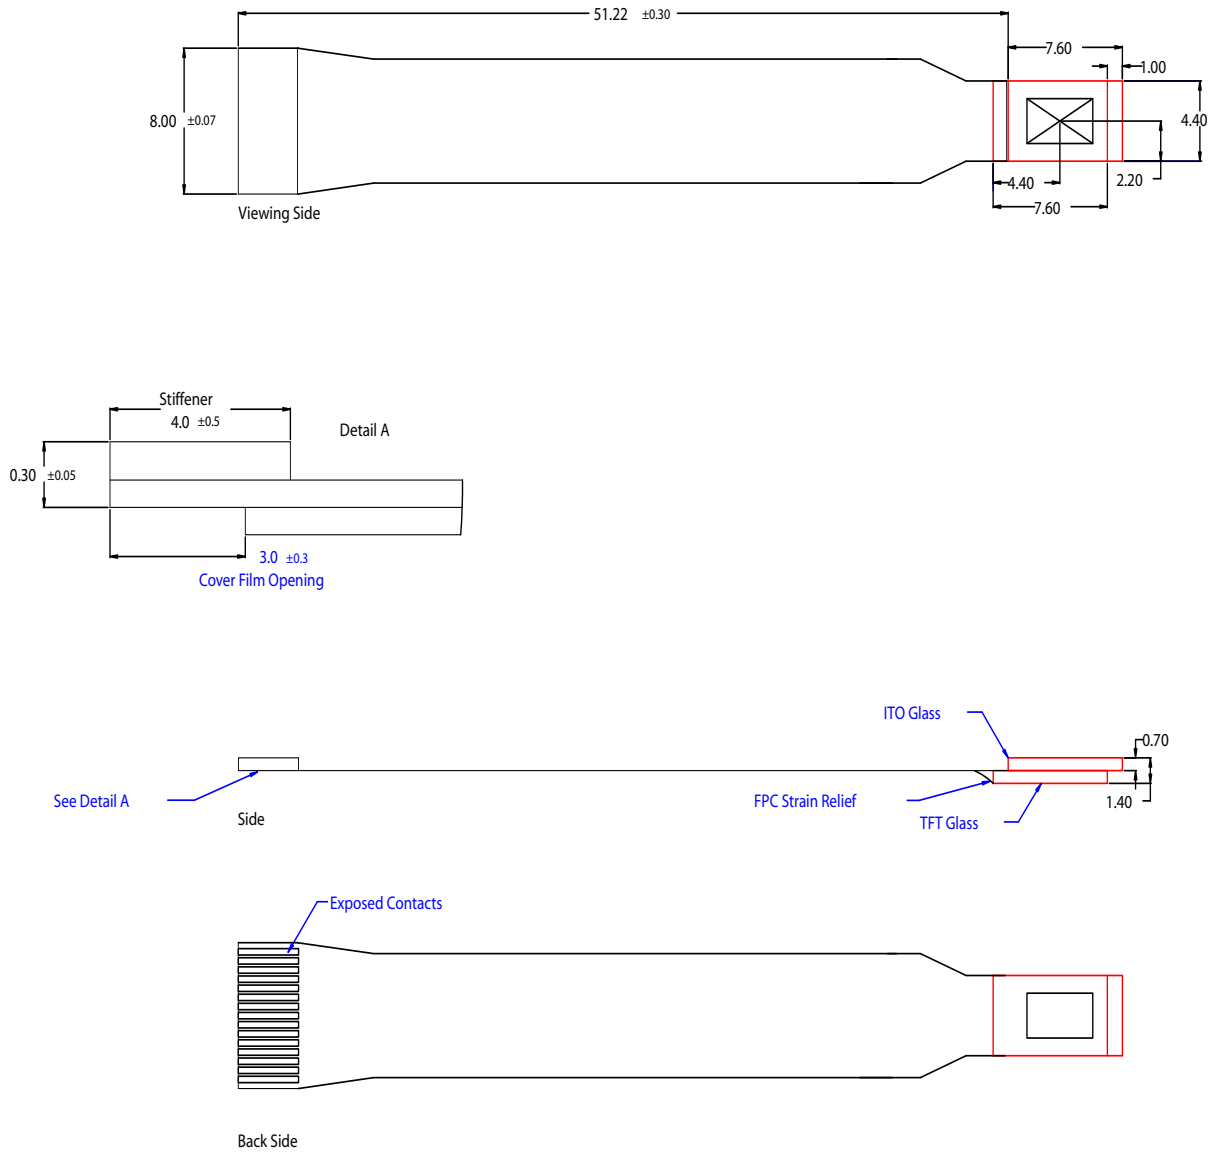 51.22 ±0.30
7.60
1.00
8.00 ±0.07
4.40
4.40
2.20
7.60
Viewing Side
Stiffener
4.0 ±0.5
Detail A
0.30 ±0.05
3.0 ±0.3
Cover Film Opening
ITO Glass
0.70
See Detail A
FPC Strain Relief
1.40
Side
TFT Glass
Exposed Contacts
Back Side